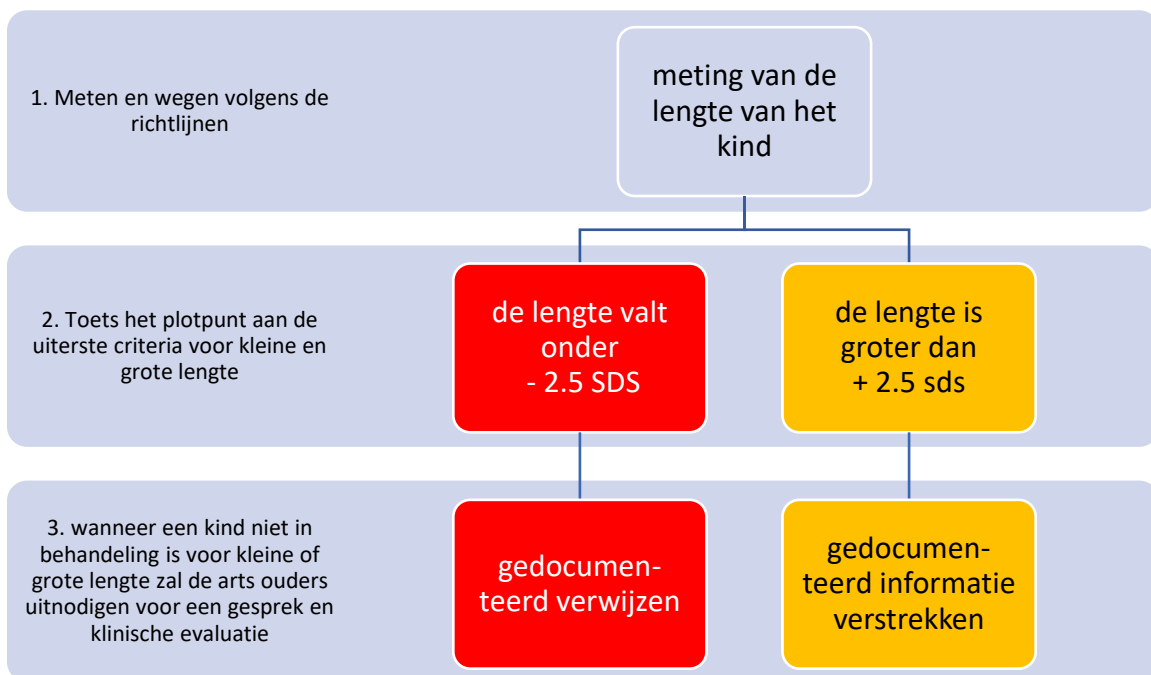 1. Meten en wegen volgens de
richtlijnen
meting van de
lengte van het
kind
2. Toets het plotpunt aan de
uiterste criteria voor kleine en
grote lengte
de lengte valt
onder
- 2.5 SDS
de lengte is
groter dan
+ 2.5 sds
3. wanneer een kind niet in
behandeling is voor kleine of
grote lengte zal de arts ouders
uitnodigen voor een gesprek en
klinische evaluatie
gedocumen-
teerd verwijzen
gedocumen-
teerd informatie
verstrekken